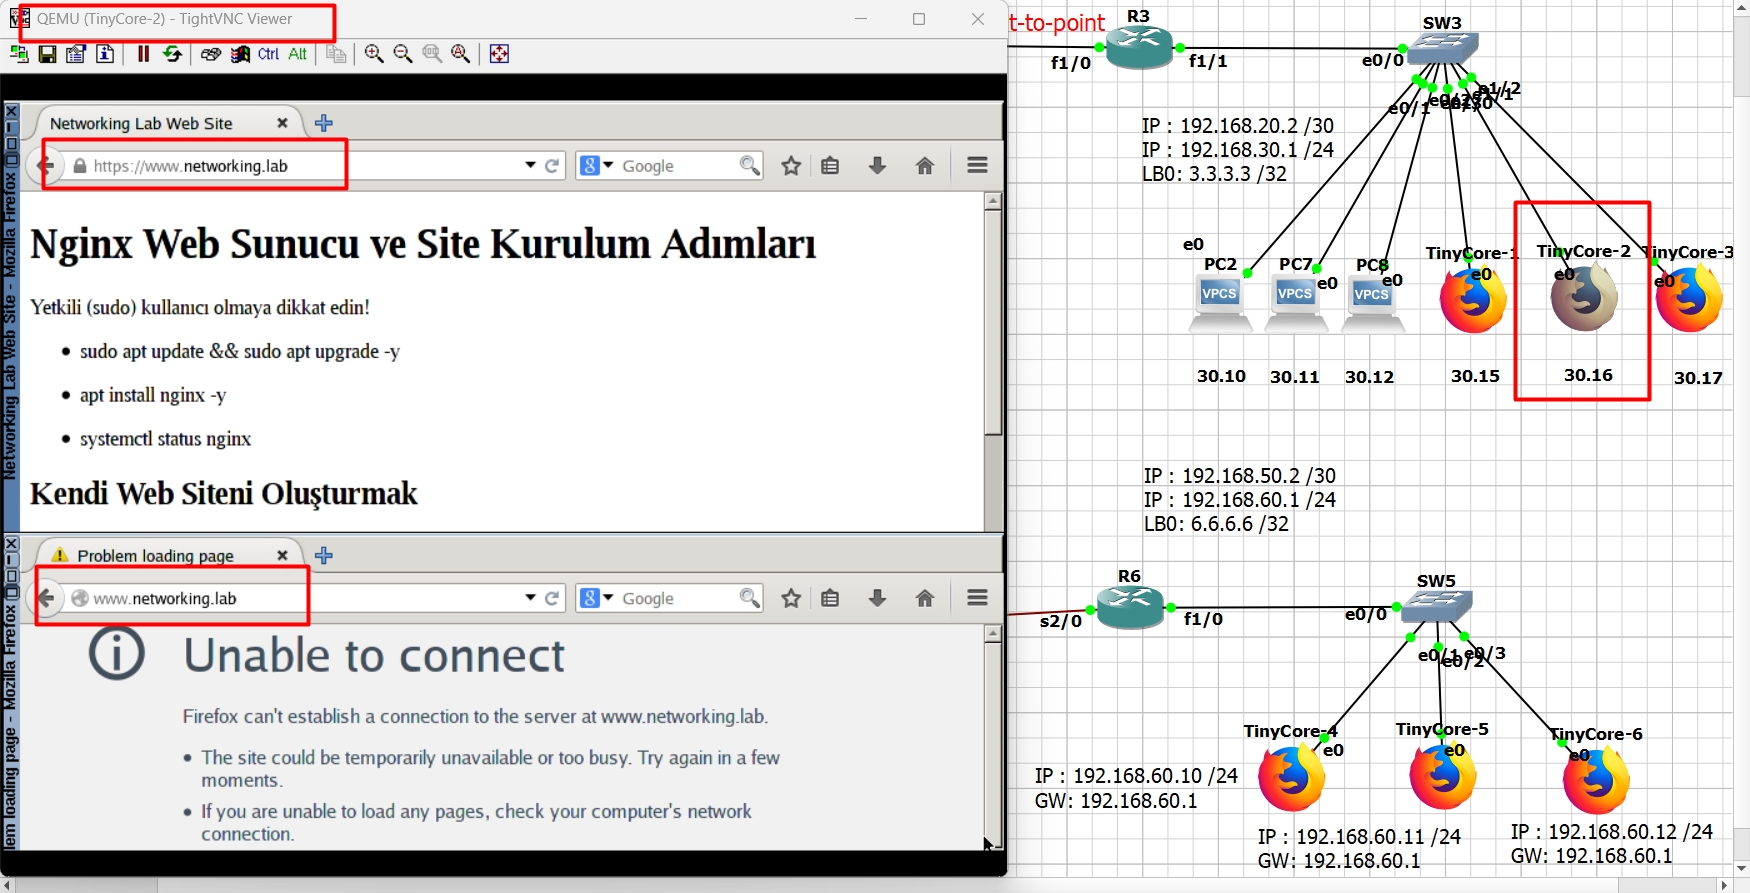 QEMU (TinyCore-2) - TightVNC Viewer
Ctrl Alt
Networking Lab Web Site
https://www.networking.lab
Google
Networking Lab Web Site - Mozilla Firefox
Nginx Web Sunucu ve Site Kurulum Adımları
Yetkili (sudo) kullanıcı olmaya dikkat edin!
sudo apt update && sudo apt upgrade -y
apt install nginx -y
systemctl status nginx
Kendi Web Siteni Oluşturmak
Problem loading page
www.networking.lab
Google
lem loading page - Mozilla Firefox
Unable to connect
Firefox can't establish a connection to the server at www.networking.lab.
The site could be temporarily unavailable or too busy. Try again in a few
moments.
If you are unable to load any pages, check your computer's network
connection.
t-to-point
R3
SW3
f1/0
f1/1
e0/0
e0/1
e1/2
IP : 192.168.20.2 /30
IP : 192.168.30.1 /24
LB0: 3.3.3.3 /32
e0
PC2
PC7
PC8
TinyCore-1
TinyCore-2
TinyCore-3
e0
e0
e0
e0
e0
VPCS
VPCS
VPCS
30.10
30.11
30.12
30.15
30.16
30.17
IP : 192.168.50.2 /30
IP : 192.168.60.1 /24
LB0: 6.6.6.6 /32
R6
SW5
s2/0
f1/0
e0/0
e0/1
e0/2
e0/3
TinyCore-4
TinyCore-5
TinyCore-6
e0
e0
e0
IP : 192.168.60.10 /24
GW: 192.168.60.1
IP : 192.168.60.11 /24
GW: 192.168.60.1
IP : 192.168.60.12 /24
GW: 192.168.60.1